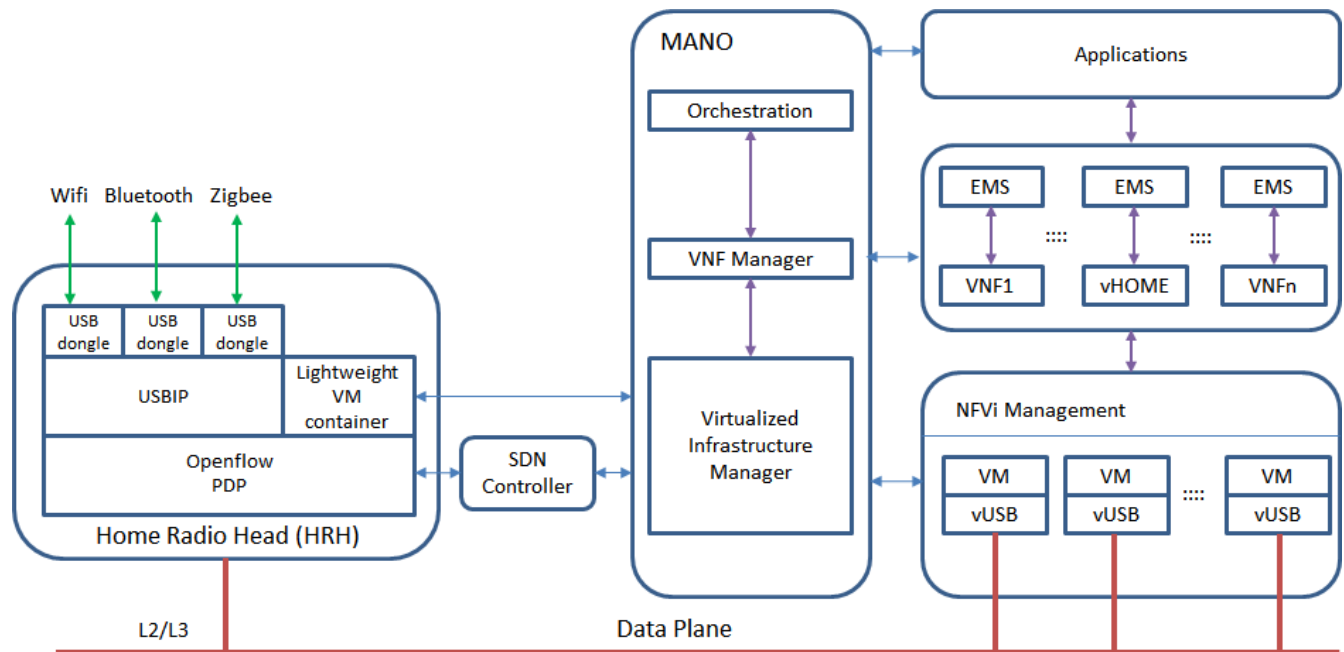 MANO
Applications
Orchestration
EMS
EMS
EMS
::::
::::
Wifi
Bluetooth
Zigbee
VNF Manager
VNF1
vHOME
VNFn
USB
dongle
USB
dongle
USB
dongle
USBIP
Lightweight
VM
container
Virtualized
Infrastructure
Manager
NFVi Management
Openflow
PDP
SDN
Controller
VM
vUSB
VM
vUSB
::::
VM
vUSB
Home Radio Head (HRH)
L2/L3
Data Plane